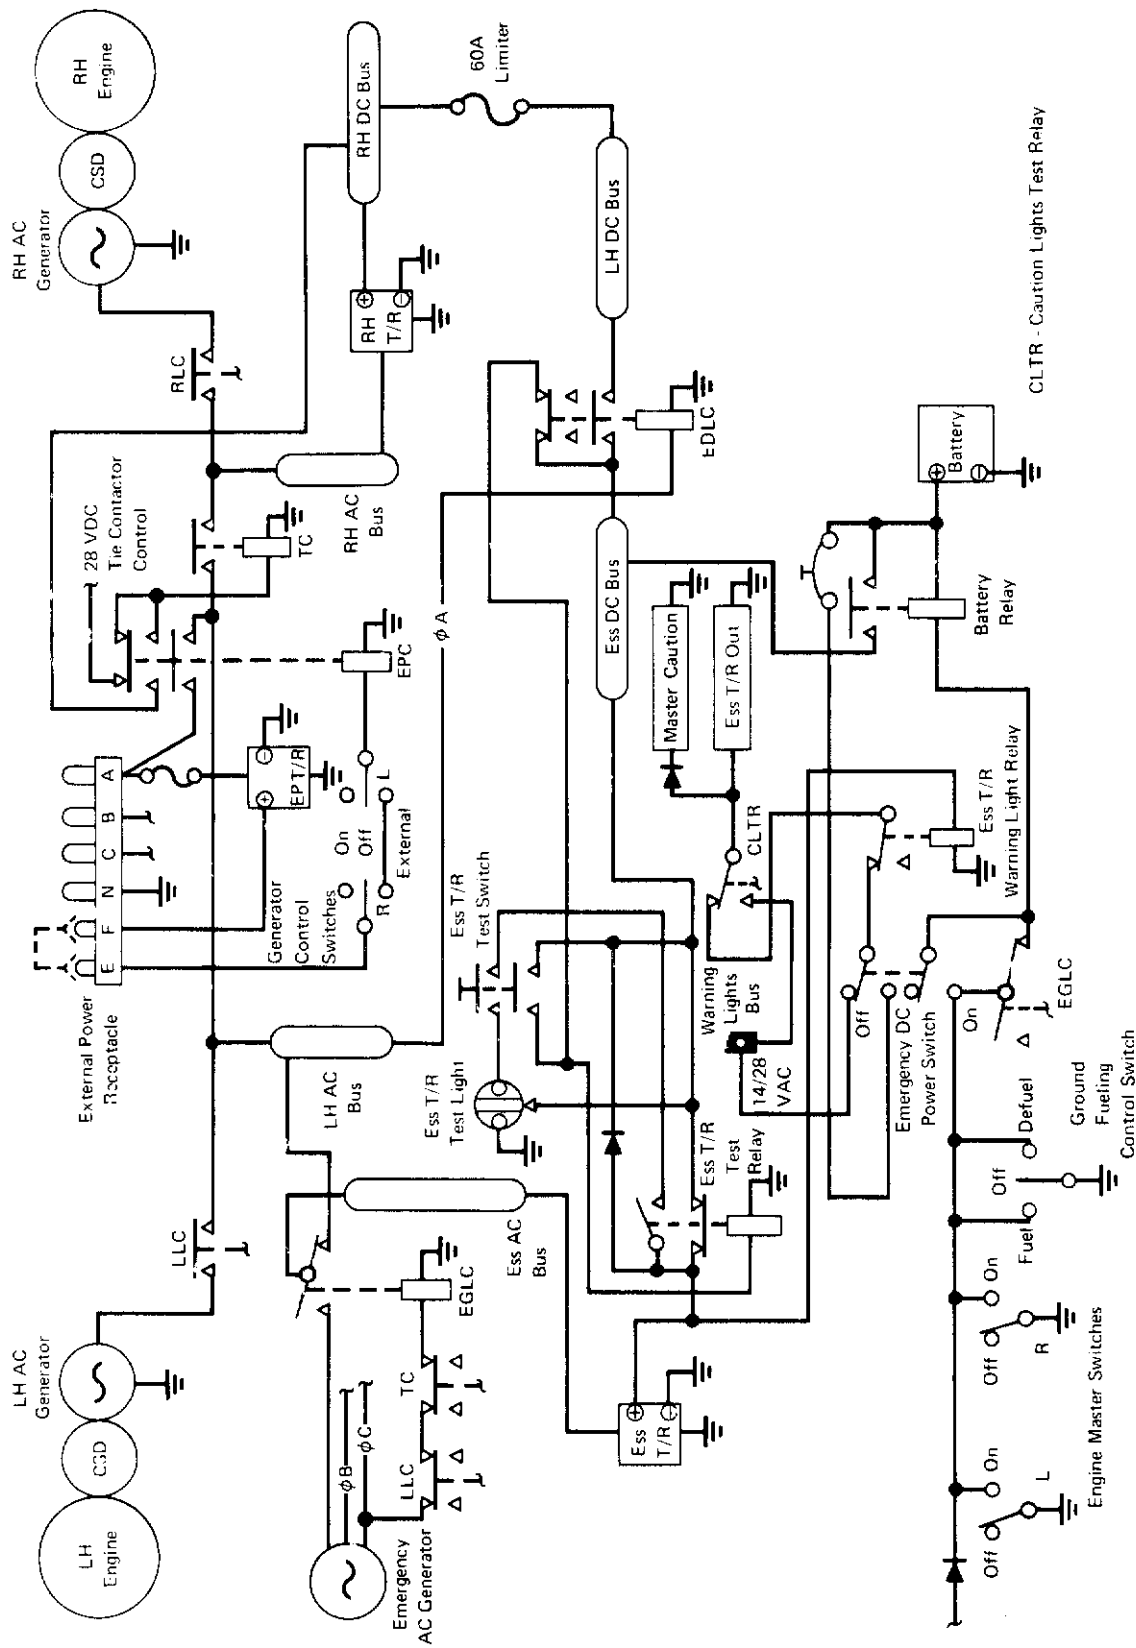 LH
Engine
CSD
LH AC
Generator
LLC
External Power
Receptacle
E
F
N
C
B
A
28 VDC
Tie Contactor
Control
RLC
RH AC
Generator
CSD
RH
Engine
EPT/R
TC
RH AC
Bus
Generator
Control
Switches
On
Off
R
L
External
EPC
RH
T/R
RH DC Bus
60A
Limiter
Emergency
AC Generator
ϕB
ϕC
LLC
TC
EGLC
Ess AC
Bus
LH AC
Bus
ϕ A
Ess T/R
Test Light
Ess T/R
Test Switch
EDLC
LH DC Bus
Ess DC Bus
Ess
T/R
Ess T/R
Test
Relay
Warning
Lights
Bus
14/28
VAC
CLTR
Master Caution
Ess T/R Out
Battery
Battery
Relay
Off
Emergency DC
Power Switch
On
Ess T/R
Warning Light Relay
EGLC
Off
On
L
Engine Master Switches
Off
On
R
Fuel
Off
Defuel
Ground
Fueling
Control Switch
CLTR - Caution Lights Test Relay